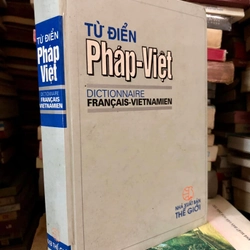 TỪ ĐIỂN
Pháp
Việt
DICTIONNAIRE
FRANÇAIS-VIETNAMIEN
TỪ ĐIỂN
Pháp-Việt
DICTIONNAIRE
FRANÇAIS-VIETNAMIEN
NHÀ XUẤT BẢN
THẾ GIỚI